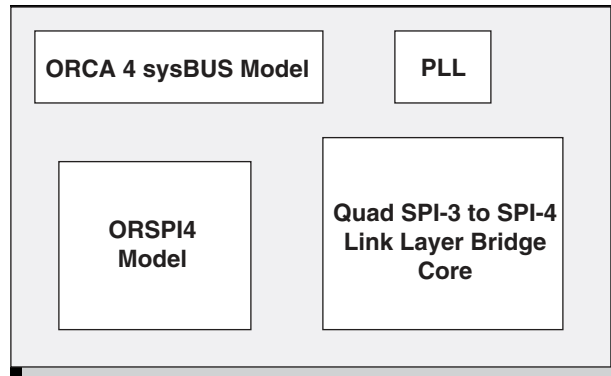 ORCA 4 sysBUS Model
PLL
ORSPI4
Model
Quad SPI-3 to SPI-4
Link Layer Bridge
Core